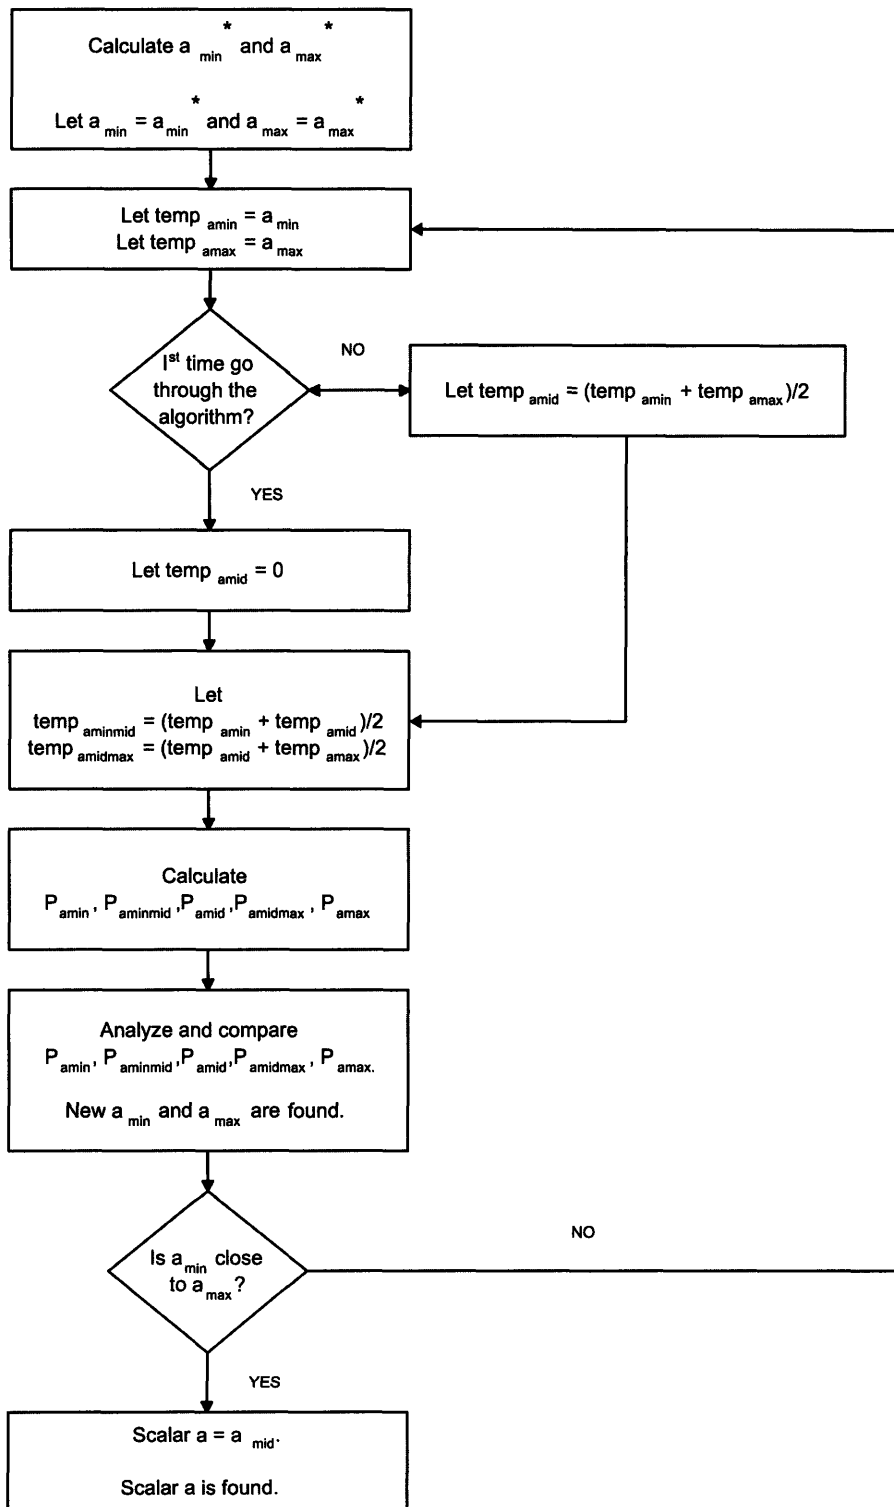 Calculate a min* and a max*
Let a min = a min* and a max = a max*
Let temp amin = a min
Let temp amax = a max
Ist time go
through the
algorithm?
NO
Let temp amid = (temp amin + temp amax)/2
YES
Let temp amid = 0
Let
temp aminmid = (temp amin + temp amid)/2
temp amidmax = (temp amid + temp amax)/2
Calculate
P amin, P aminmid, P amid, P amidmax, P amax
Analyze and compare
P amin, P aminmid, P amid, P amidmax, P amax.
New a min and a max are found.
Is a min close
to a max?
NO
YES
Scalar a = a mid.
Scalar a is found.